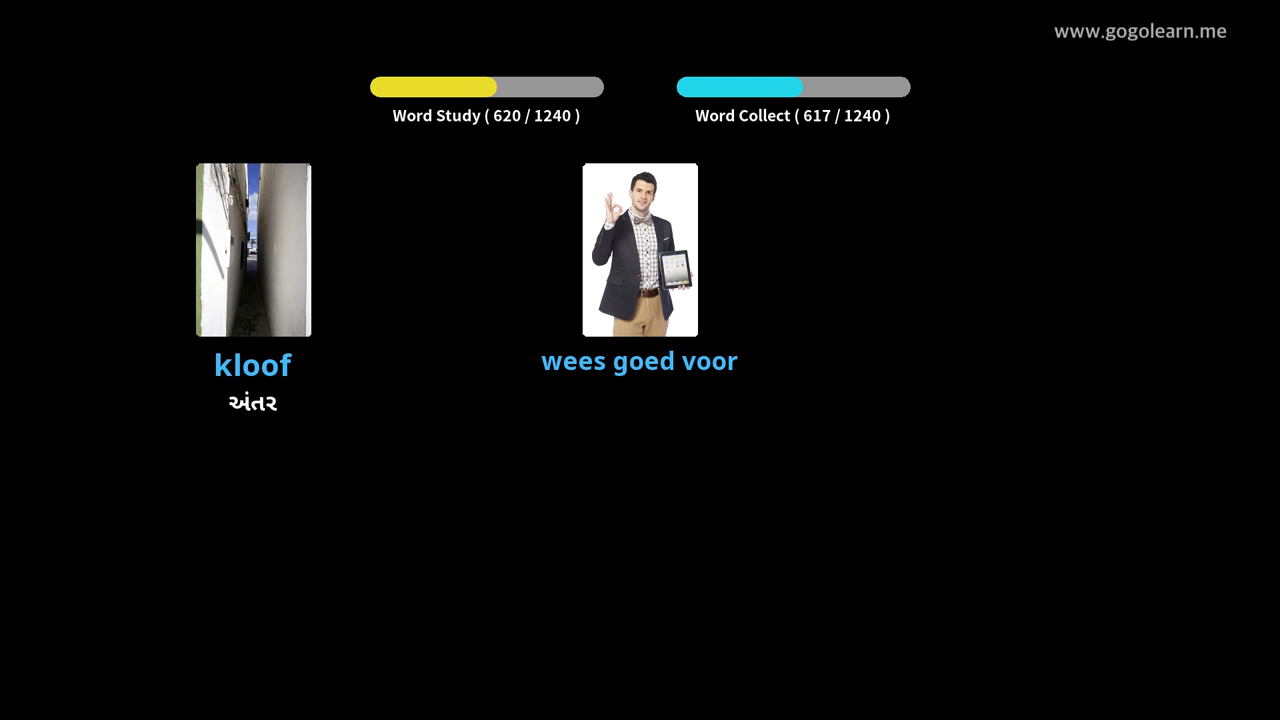 www.gogolearn.me
Word Study ( 620 / 1240 )
Word Collect ( 617 / 1240 )
kloof
અંતર
wees goed voor